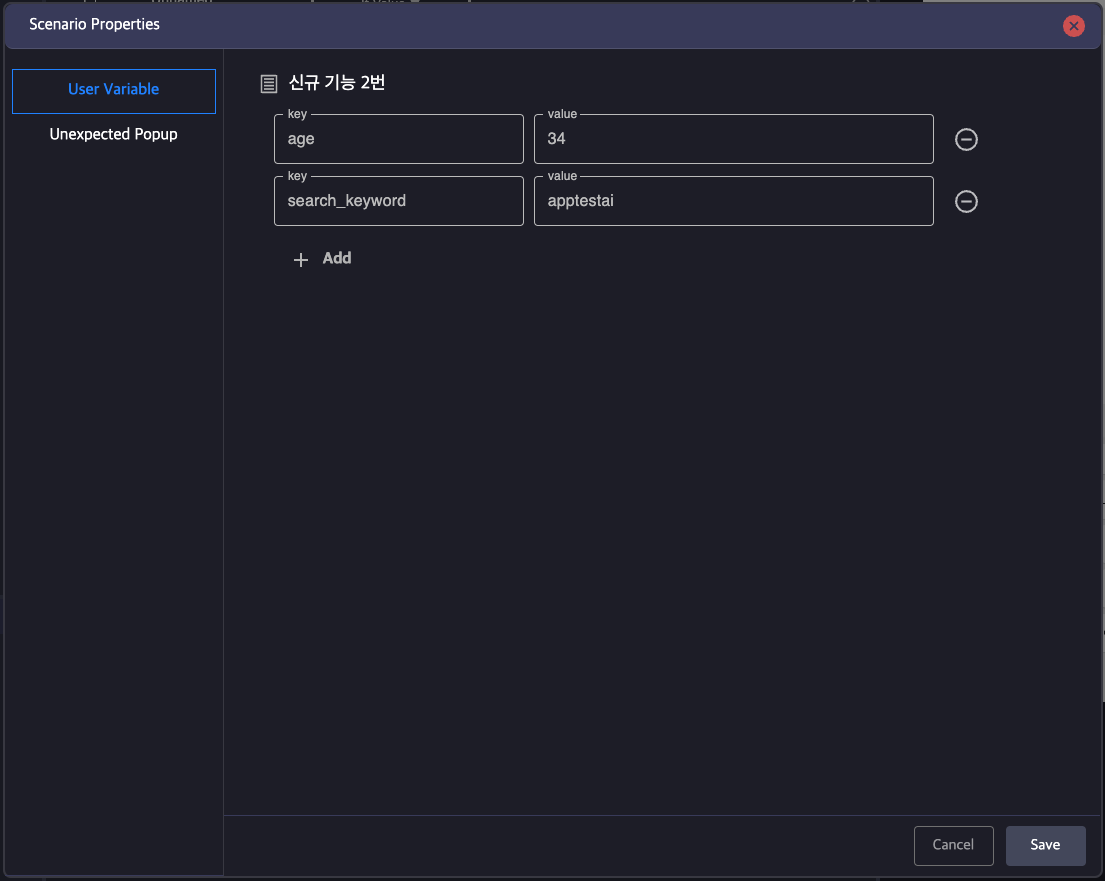 Scenario Properties
User Variable
Unexpected Popup
신규 기능 2번
key
age
value
34
key
search_keyword
value
apptestai
Add
Cancel
Save